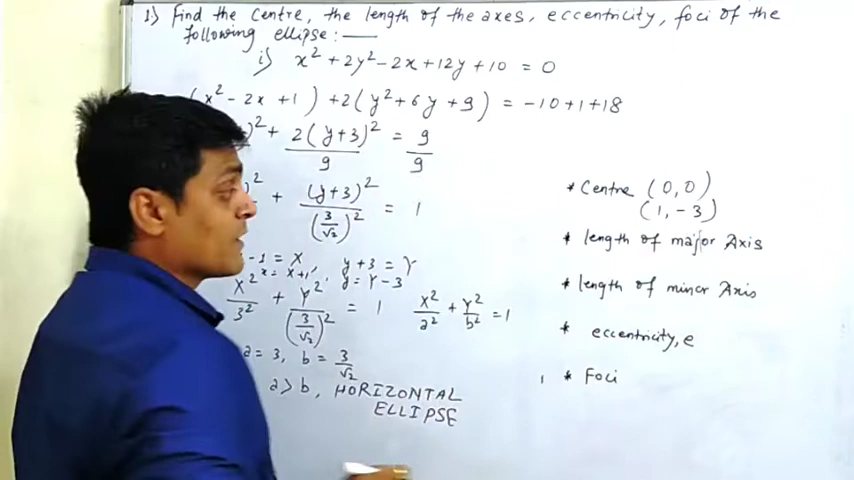 1) Find the Centre, the length of the axes, eccentricity, foci of the
following ellipse :—
i) x² + 2y² - 2x + 12y + 10 = 0
(x² - 2x + 1) + 2(y² + 6y + 9) = -10 + 1 + 18
)² + 2(y+3)²/9 = 9/9
)² + (y+3)²/(3/√2)² = 1
-1 = X y + 3 = Y
x = X+1, y = Y - 3
X²/3² + Y²/(3/√2)² = 1 X²/a² + Y²/b² = 1
a = 3, b = 3/√2
a > b, HORIZONTAL
ELLIPSE
* Centre (0,0)
(1,-3)
* length of major Axis
* length of minor Axis
* eccentricity, e
* Foci